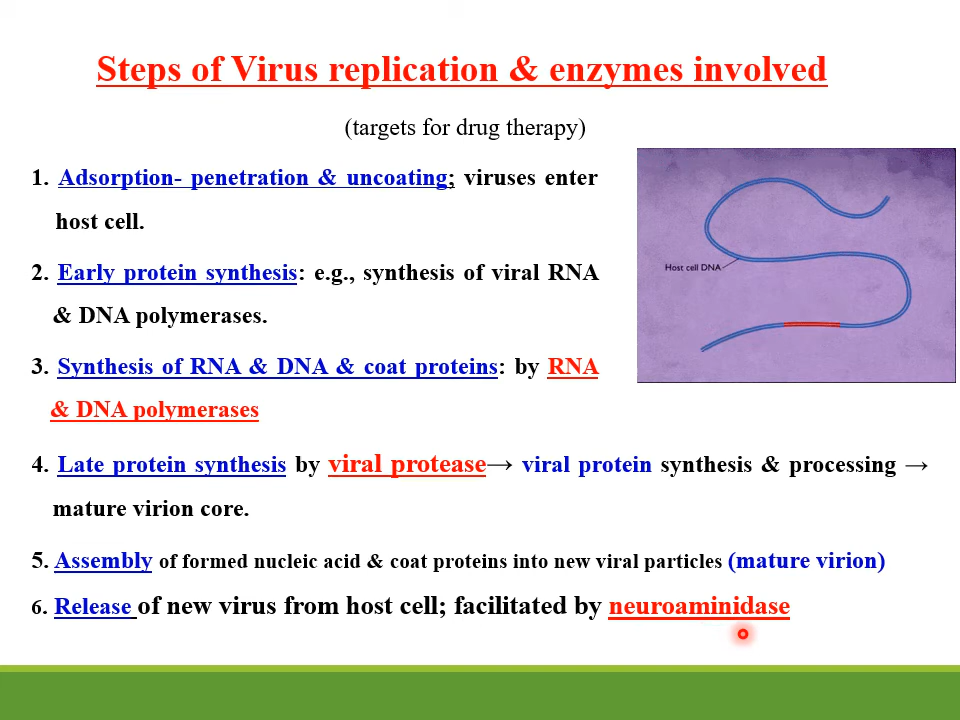 Steps of Virus replication & enzymes involved
(targets for drug therapy)
1. Adsorption- penetration & uncoating; viruses enter
host cell.
2. Early protein synthesis: e.g., synthesis of viral RNA
& DNA polymerases.
Host cell DNA
3. Synthesis of RNA & DNA & coat proteins: by RNA
& DNA polymerases
4. Late protein synthesis by viral protease→ viral protein synthesis & processing →
mature virion core.
5. Assembly of formed nucleic acid & coat proteins into new viral particles (mature virion)
6. Release of new virus from host cell; facilitated by neuroaminidase